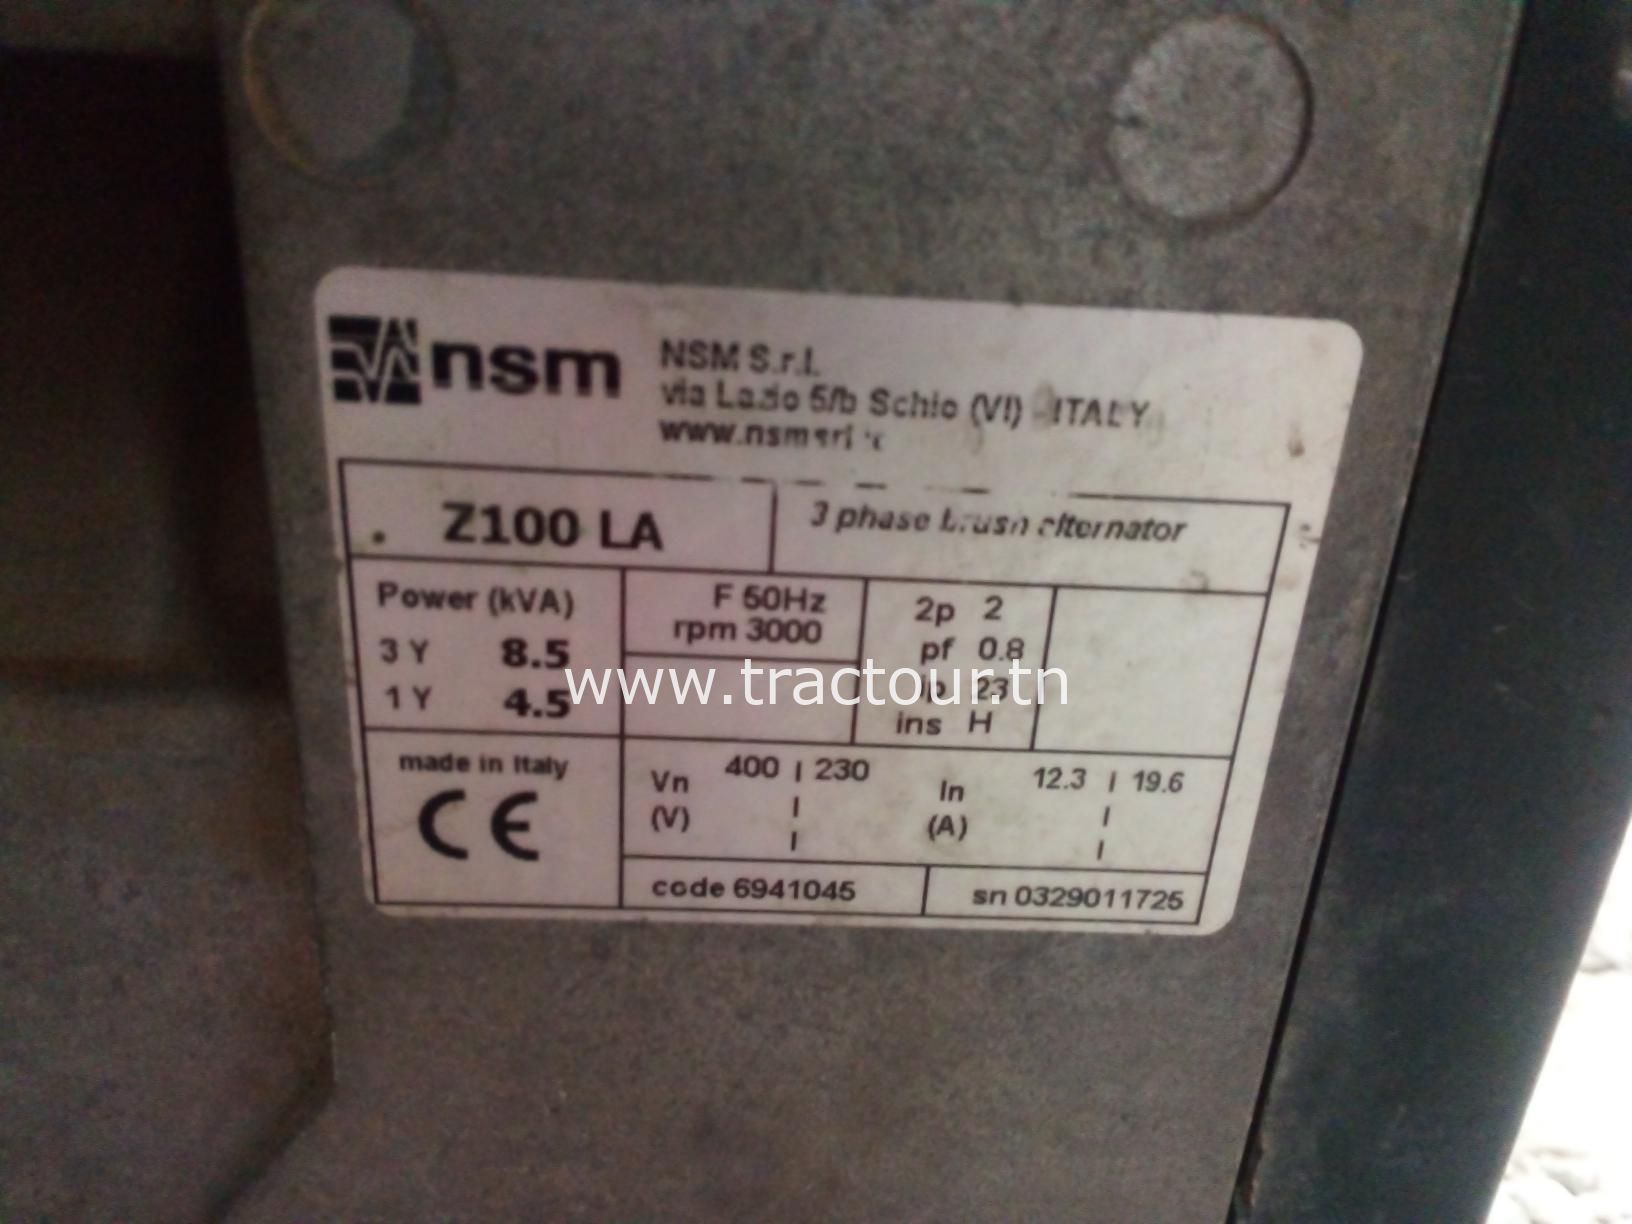 nsm
NSM S.r.l.
via Lazio 5/b Schio (VI) - ITALY
Z100 LA
3 phase brush alternator
Power (kVA)
3 Y 8.5
1 Y 4.5
F 50Hz
rpm 3000
2p 2
pf 0.8
Ip 23
ins H
www.tractour.tn
made in Italy
CE
Vn (V) 400 | 230
In (A) 12.3 | 19.6
code 6941045
sn 0329011725